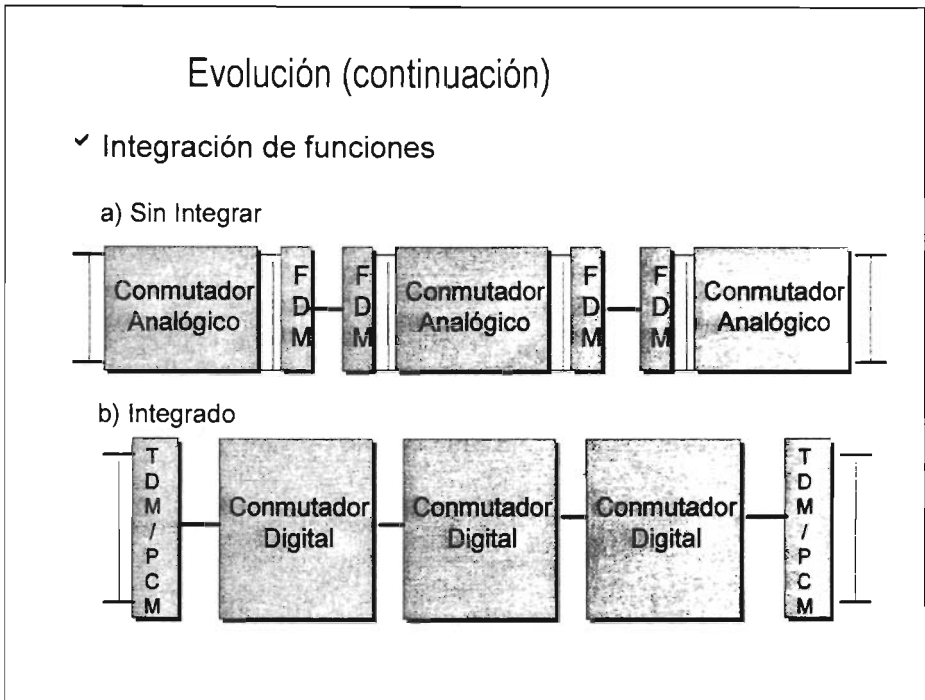 Evolución (continuación)
✓ Integración de funciones
a) Sin Integrar
Conmutador
Analógico
F
D
M
F
D
M
Conmutador
Analógico
F
D
M
F
D
M
Conmutador
Analógico
b) Integrado
T
D
M
/
P
C
M
Conmutador
Digital
Conmutador
Digital
Conmutador
Digital
T
D
M
/
P
C
M